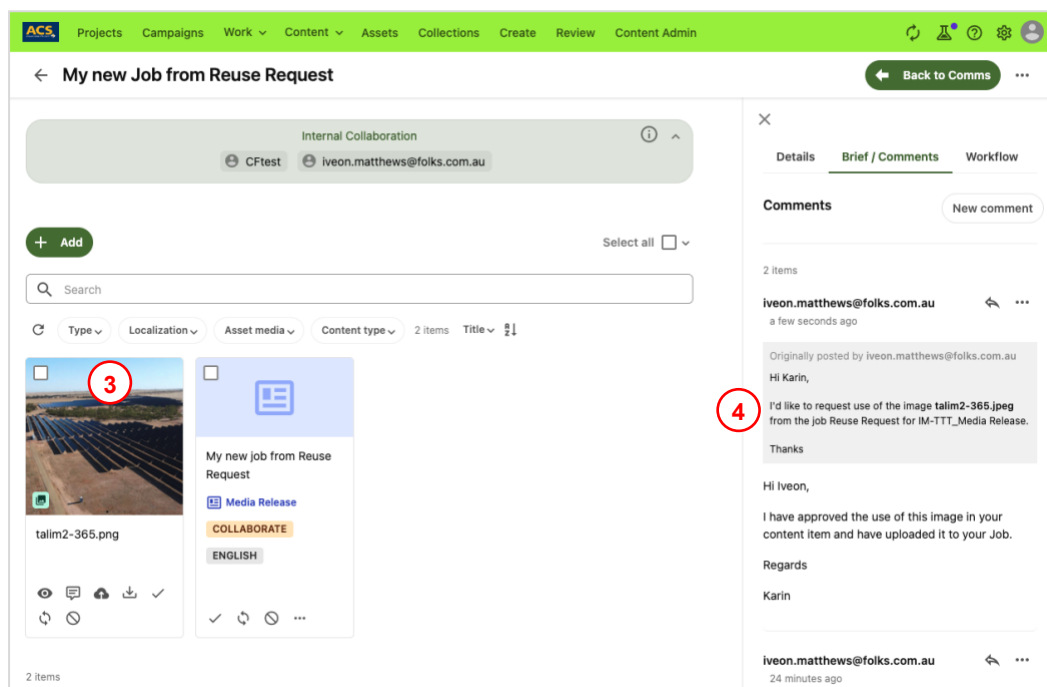 ACS
Projects
Campaigns
Work
Content
Assets
Collections
Create
Review
Content Admin
My new Job from Reuse Request
Back to Comms
Internal Collaboration
CFtest
iveon.matthews@folks.com.au
Add
Select all
Search
Type
Localization
Asset media
Content type
2 items
Title
3
talim2-365.png
My new job from Reuse
Request
Media Release
COLLABORATE
ENGLISH
2 items
Details
Brief / Comments
Workflow
Comments
New comment
2 items
iveon.matthews@folks.com.au
a few seconds ago
Originally posted by iveon.matthews@folks.com.au
Hi Karin,
4
I'd like to request use of the image talim2-365.jpeg
from the job Reuse Request for IM-TTT_Media Release.
Thanks
Hi Iveon,
I have approved the use of this image in your
content item and have uploaded it to your Job.
Regards
Karin
iveon.matthews@folks.com.au
24 minutes ago